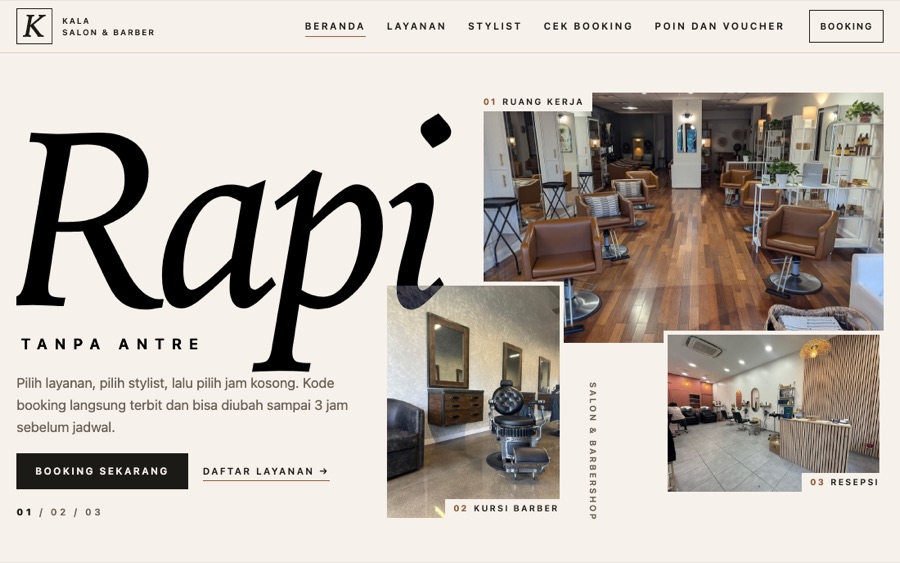 K
KALA
SALON & BARBER
BERANDA
LAYANAN
STYLIST
CEK BOOKING
POIN DAN VOUCHER
BOOKING
01 RUANG KERJA
Rapi
TANPA ANTRE
Pilih layanan, pilih stylist, lalu pilih jam kosong. Kode
booking langsung terbit dan bisa diubah sampai 3 jam
sebelum jadwal.
BOOKING SEKARANG
DAFTAR LAYANAN →
01 / 02 / 03
02 KURSI BARBER
SALON & BARBERSHOP
03 RESEPSI